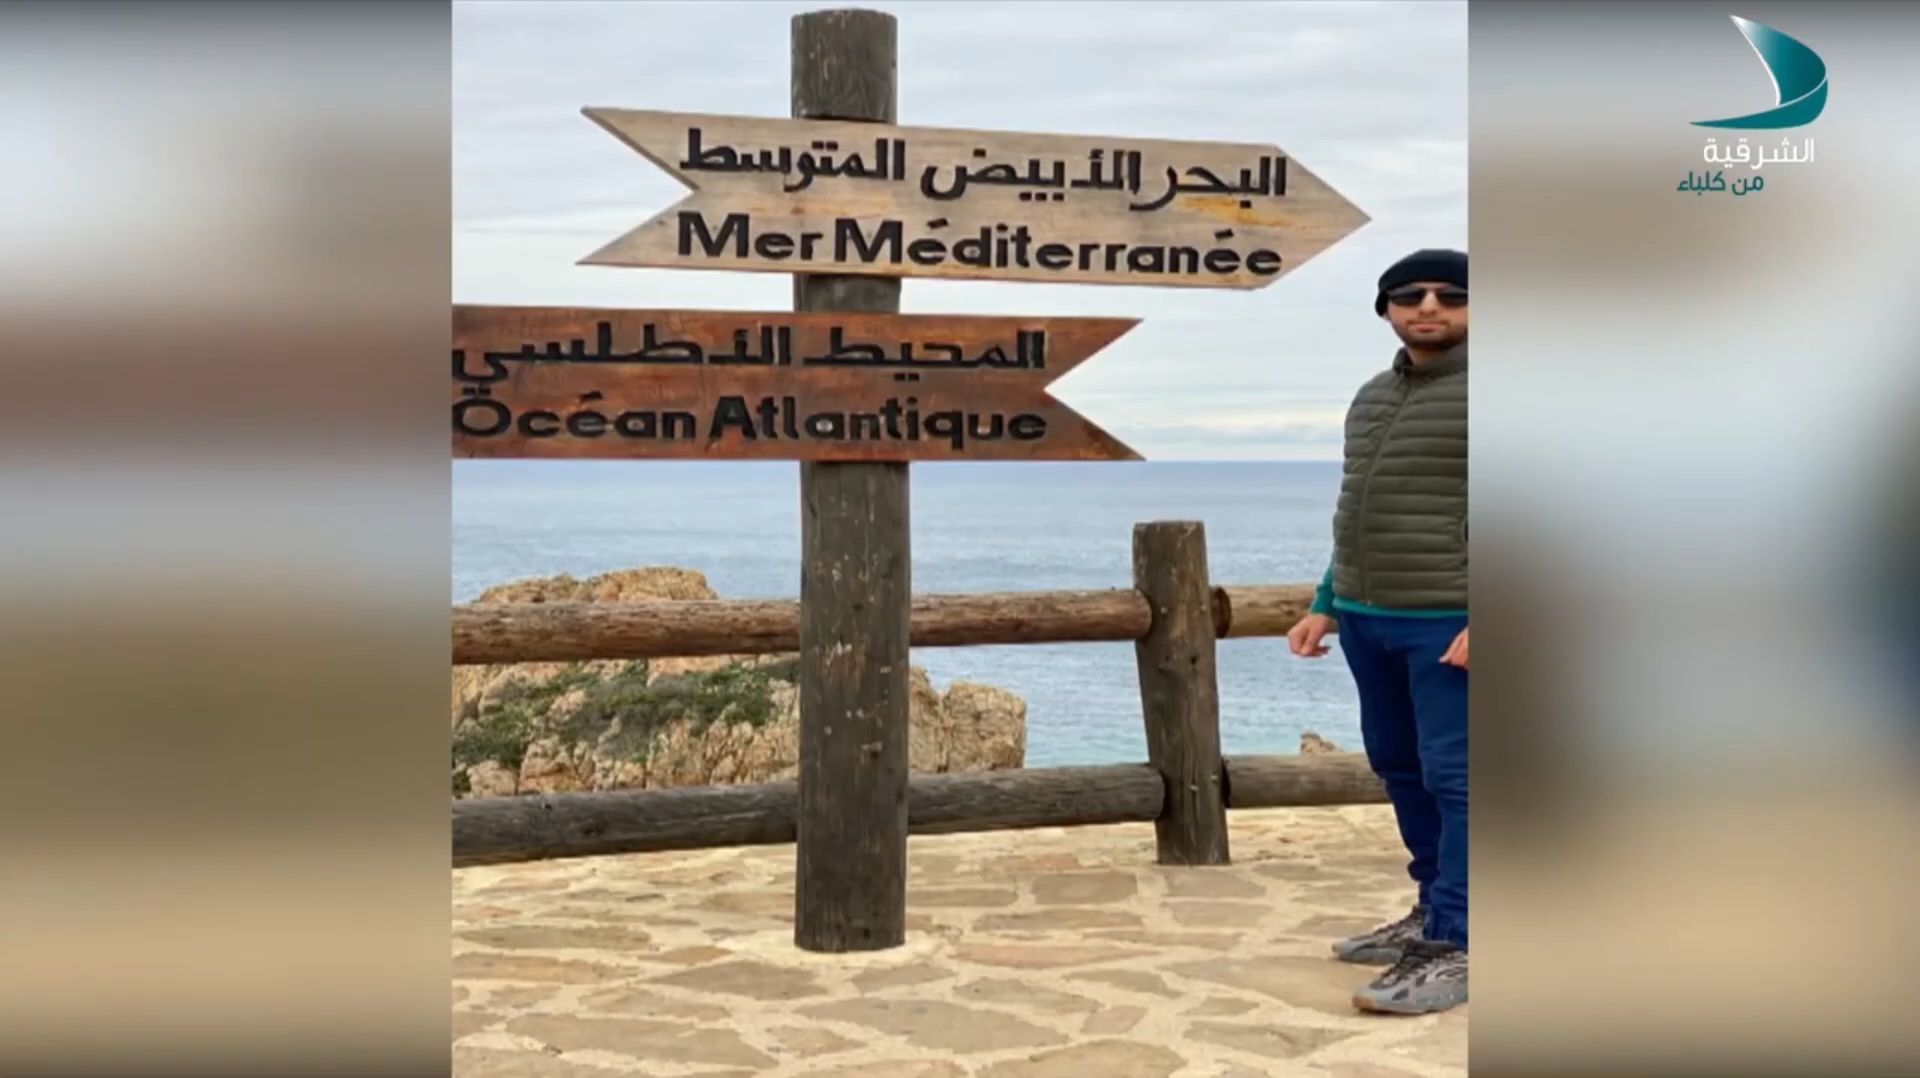 البحر الأبيض المتوسط
Mer Méditerranée
المحيط الأطلسي
Océan Atlantique
الشرقية
من كلباء